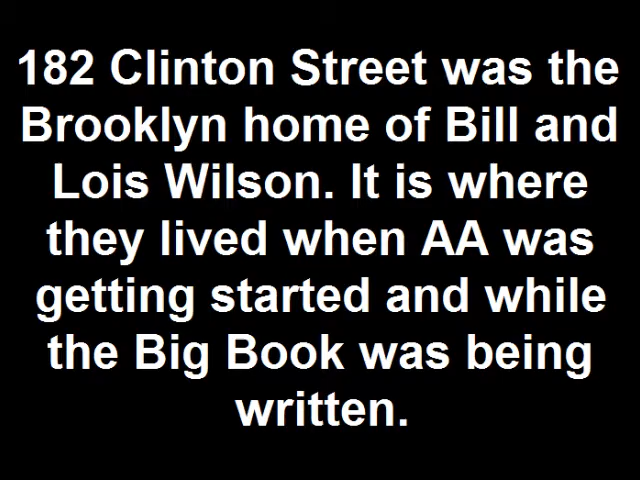 182 Clinton Street was the
Brooklyn home of Bill and
Lois Wilson. It is where
they lived when AA was
getting started and while
the Big Book was being
written.